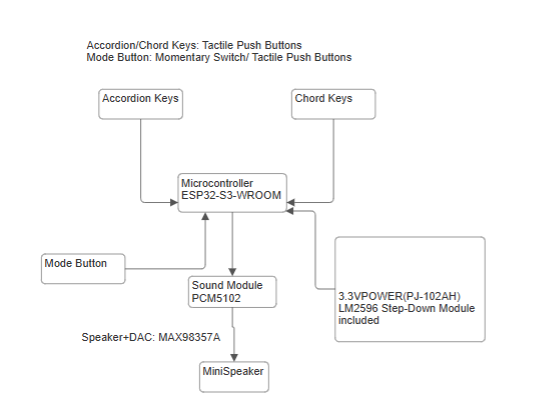 Accordion/Chord Keys: Tactile Push Buttons
Mode Button: Momentary Switch/ Tactile Push Buttons
Accordion Keys
Chord Keys
Microcontroller
ESP32-S3-WROOM
Mode Button
Sound Module
PCM5102
3.3VPOWER(PJ-102AH)
LM2596 Step-Down Module
included
Speaker+DAC: MAX98357A
MiniSpeaker